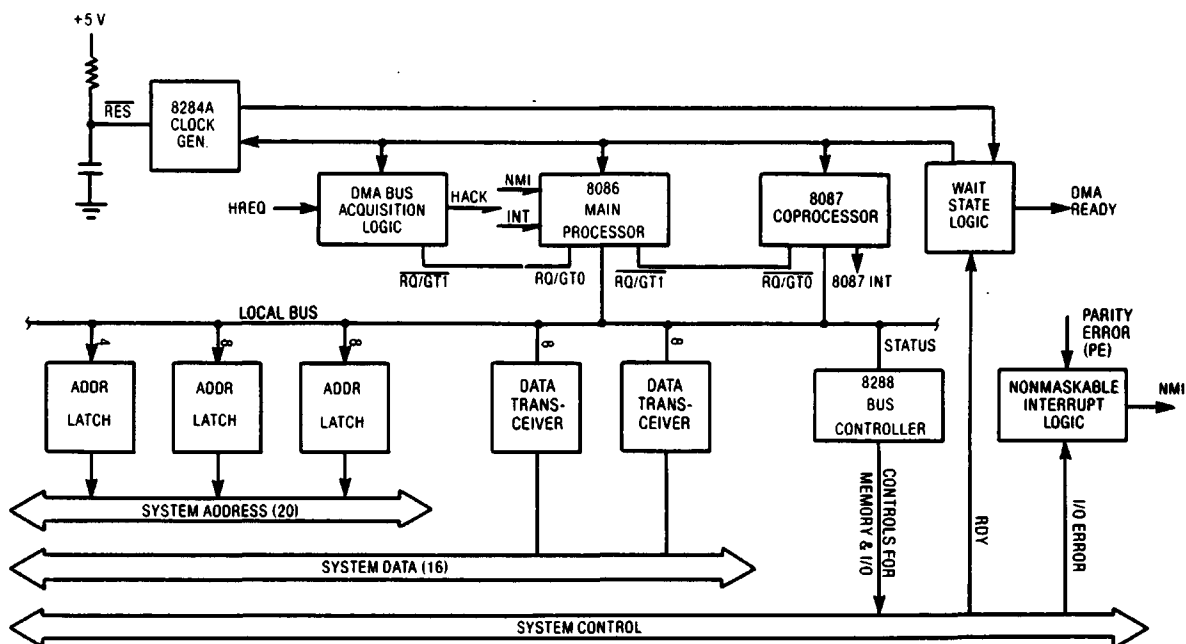 +5 V
RES
8284A
CLOCK
GEN.
HREQ
DMA BUS
ACQUISITION
LOGIC
HACK
NMI
INT
8086
MAIN
PROCESSOR
8087
COPROCESSOR
WAIT
STATE
LOGIC
DMA
READY
RQ/GT1
RQ/GT0
RQ/GT1
RQ/GT0
8087 INT
LOCAL BUS
4
8
8
8
8
STATUS
PARITY
ERROR
(PE)
ADDR
LATCH
ADDR
LATCH
ADDR
LATCH
DATA
TRANS-
CEIVER
DATA
TRANS-
CEIVER
8288
BUS
CONTROLLER
NONMASKABLE
INTERRUPT
LOGIC
NMI
CONTROLS FOR
MEMORY & I/O
RDY
I/O ERROR
SYSTEM ADDRESS (20)
SYSTEM DATA (16)
SYSTEM CONTROL